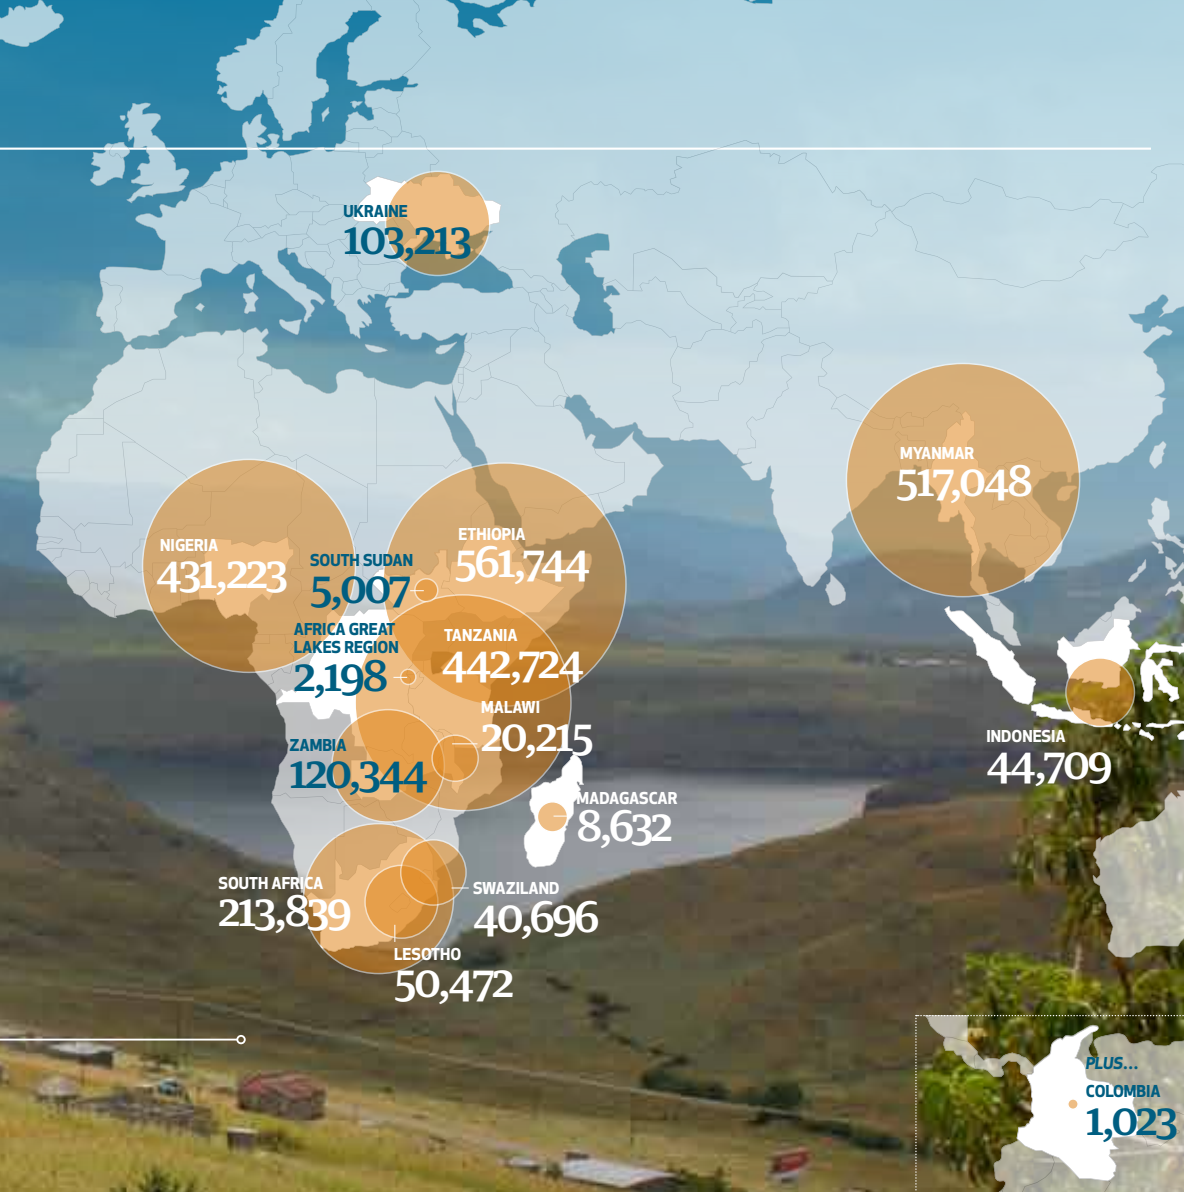 UKRAINE
103,213
MYANMAR
517,048
NIGERIA
431,223
ETHIOPIA
561,744
SOUTH SUDAN
5,007
AFRICA GREAT
LAKES REGION
2,198
TANZANIA
442,724
MALAWI
20,215
ZAMBIA
120,344
INDONESIA
44,709
MADAGASCAR
8,632
SOUTH AFRICA
213,839
SWAZILAND
40,696
LESOTHO
50,472
PLUS...
COLOMBIA
1,023